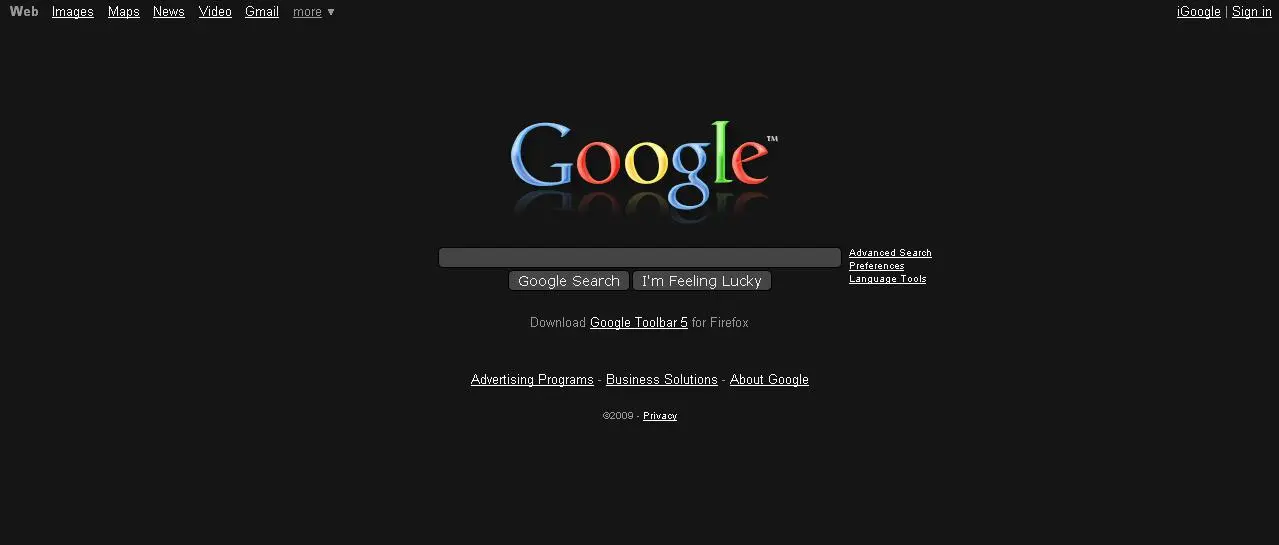 Web Images Maps News Video Gmail more ▼ iGoogle | Sign in
Google™
Advanced Search
Preferences
Language Tools
Google Search I'm Feeling Lucky
Download Google Toolbar 5 for Firefox
Advertising Programs - Business Solutions - About Google
©2009 - Privacy